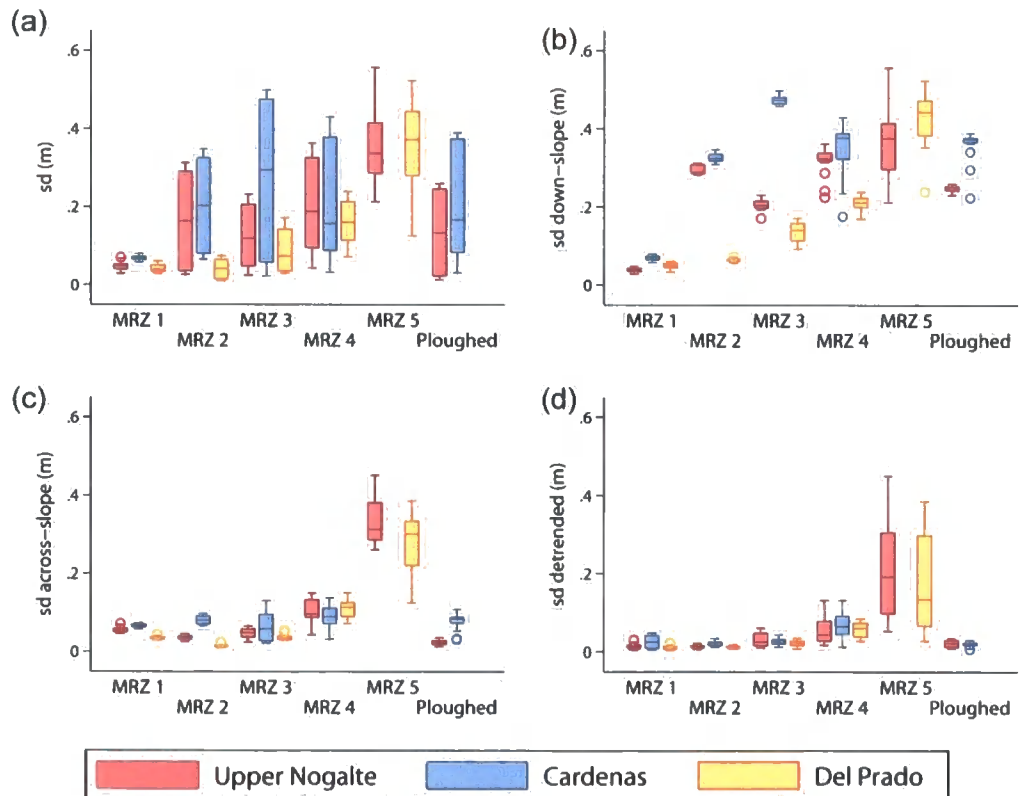 (a)
.6
.4
.2
0
sd (m)
MRZ 1
MRZ 2
MRZ 3
MRZ 4
MRZ 5
Ploughed
(b)
.6
.4
.2
0
sd down-slope (m)
MRZ 1
MRZ 2
MRZ 3
MRZ 4
MRZ 5
Ploughed
(c)
.6
.4
.2
0
sd across-slope (m)
MRZ 1
MRZ 2
MRZ 3
MRZ 4
MRZ 5
Ploughed
(d)
.6
.4
.2
0
sd detrended (m)
MRZ 1
MRZ 2
MRZ 3
MRZ 4
MRZ 5
Ploughed
Upper Nogalte
Cardenas
Del Prado